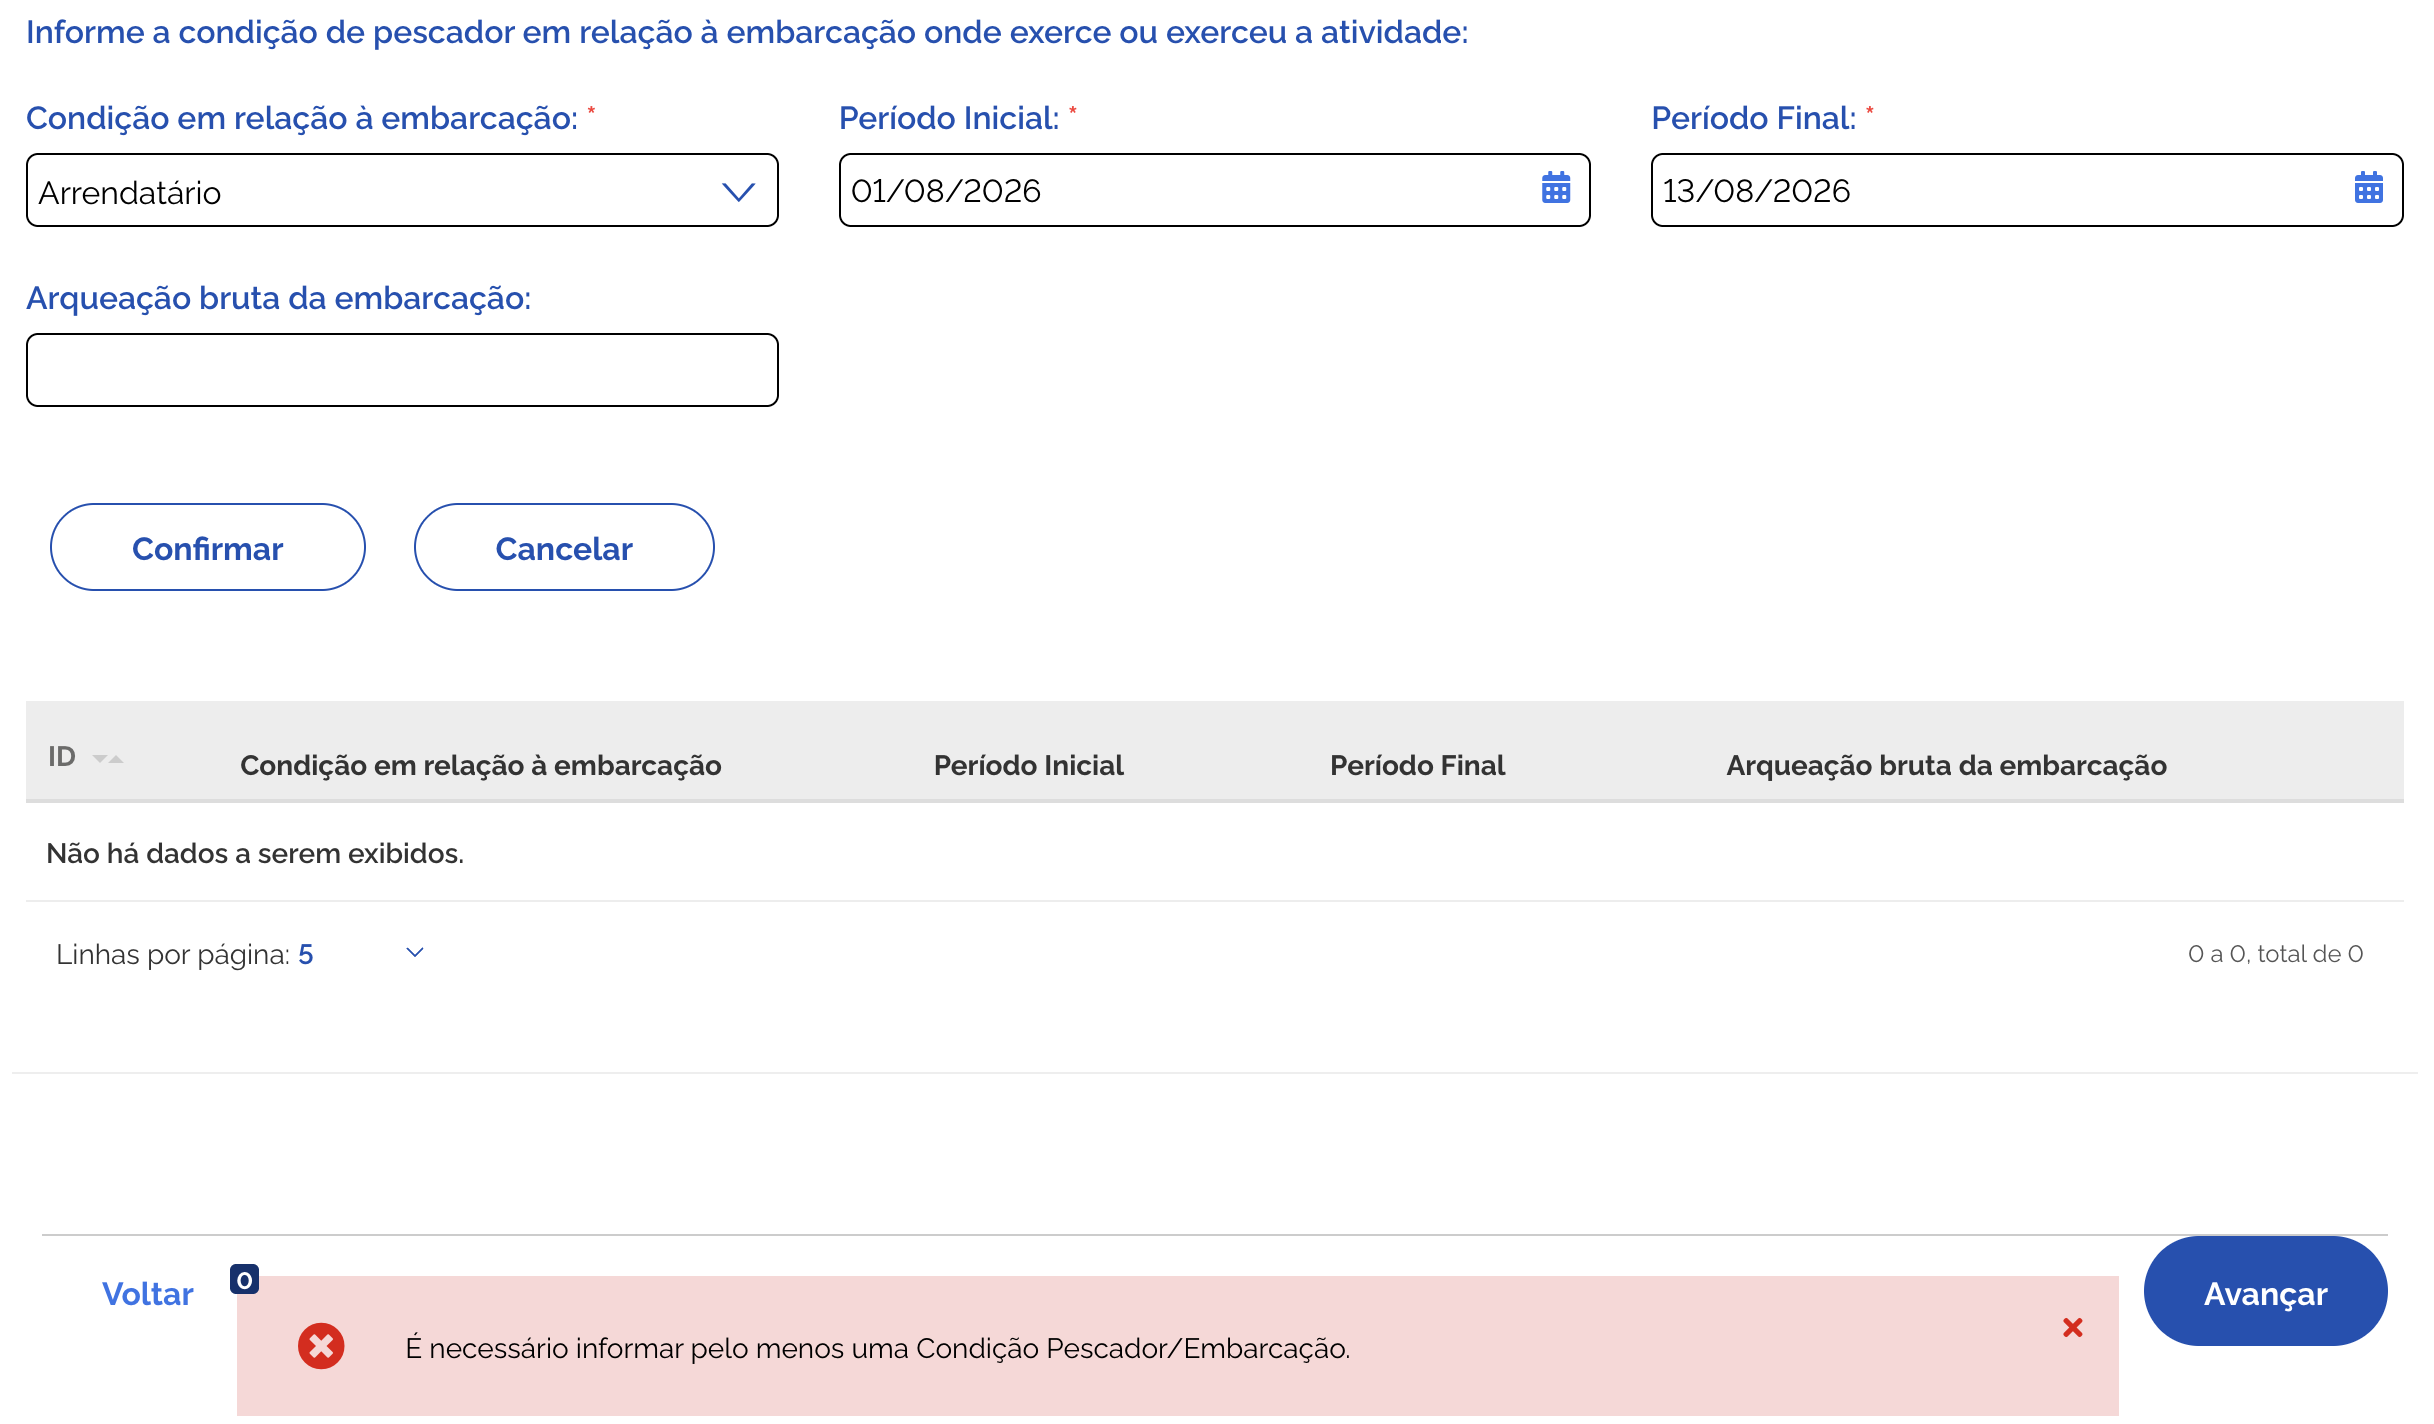 Informe a condição de pescador em relação à embarcação onde exerce ou exerceu a atividade:
Condição em relação à embarcação: *
Período Inicial: *
Período Final: *
Arrendatário
01/08/2026
13/08/2026
Arqueação bruta da embarcação:
Confirmar
Cancelar
ID
Condição em relação à embarcação
Período Inicial
Período Final
Arqueação bruta da embarcação
Não há dados a serem exibidos.
Linhas por página: 5
0 a 0, total de 0
Voltar
0
É necessário informar pelo menos uma Condição Pescador/Embarcação.
Avançar